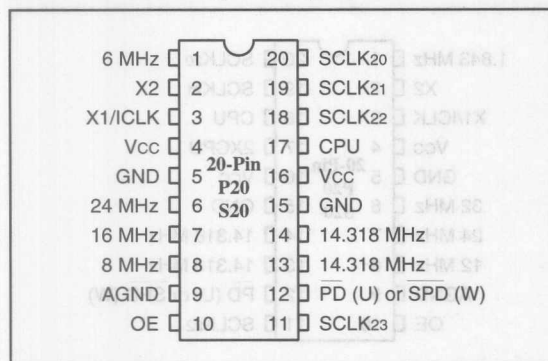 6 MHz 1 20 SCLK20
X2 2 19 SCLK21
X1/ICLK 3 18 SCLK22
VCC 4 17 CPU
GND 5 16 VCC
24 MHz 6 15 GND
16 MHz 7 14 14.318 MHz
8 MHz 8 13 14.318 MHz
AGND 9 12 PD (U) or SPD (W)
OE 10 11 SCLK23
20-Pin
P20
S20